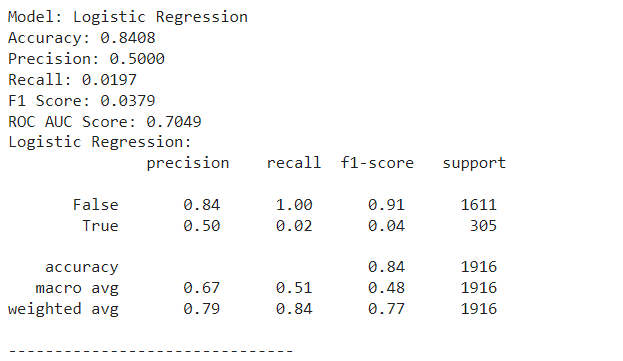 Model: Logistic Regression
Accuracy: 0.8408
Precision: 0.5000
Recall: 0.0197
F1 Score: 0.0379
ROC AUC Score: 0.7049
Logistic Regression:
precision recall f1-score support
False 0.84 1.00 0.91 1611
True 0.50 0.02 0.04 305
accuracy 0.84 1916
macro avg 0.67 0.51 0.48 1916
weighted avg 0.79 0.84 0.77 1916
-------------------------------